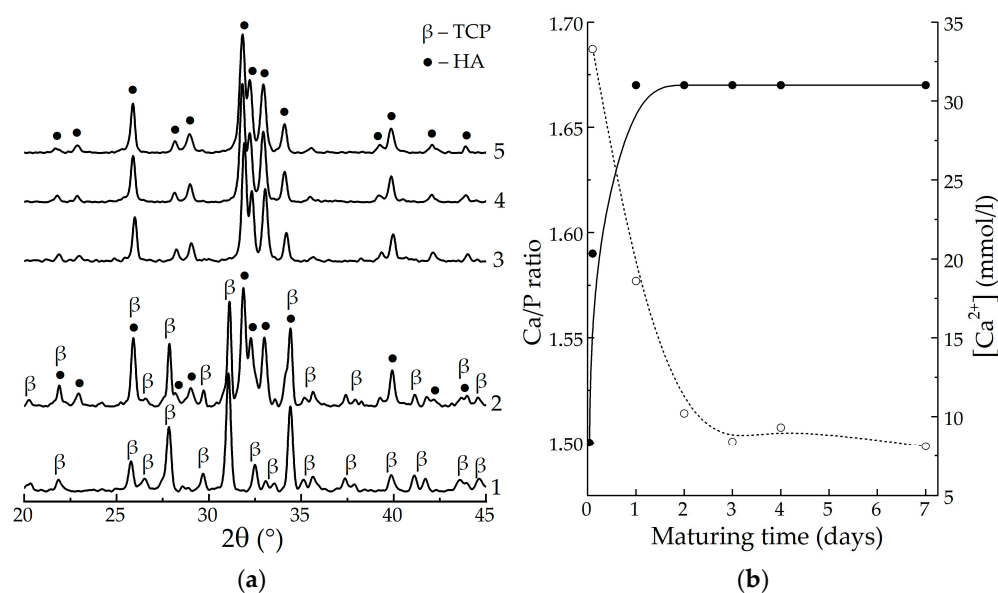 β – TCP
● – HA
5
4
3
β β β β β β β β β β β β
2
β β β β β β β β β β β β β
1
20 25 30 35 40 45
2θ (°)
(a)
1.70
1.65
1.60
1.55
1.50
Ca/P ratio
35
30
25
20
15
10
5
[Ca²⁺] (mmol/l)
0 1 2 3 4 5 6 7
Maturing time (days)
(b)